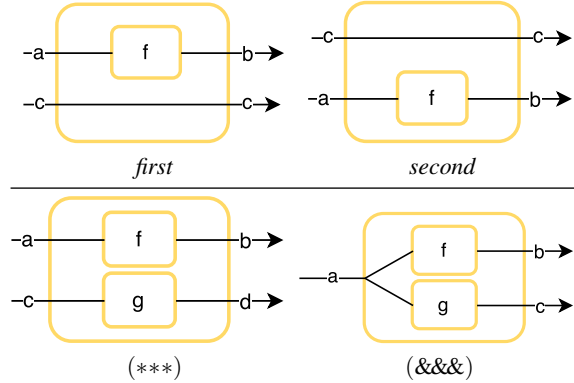 a f b
c c
first
c c
a f b
second
a f b
c g d
(***)
a f b
g c
(&&&)